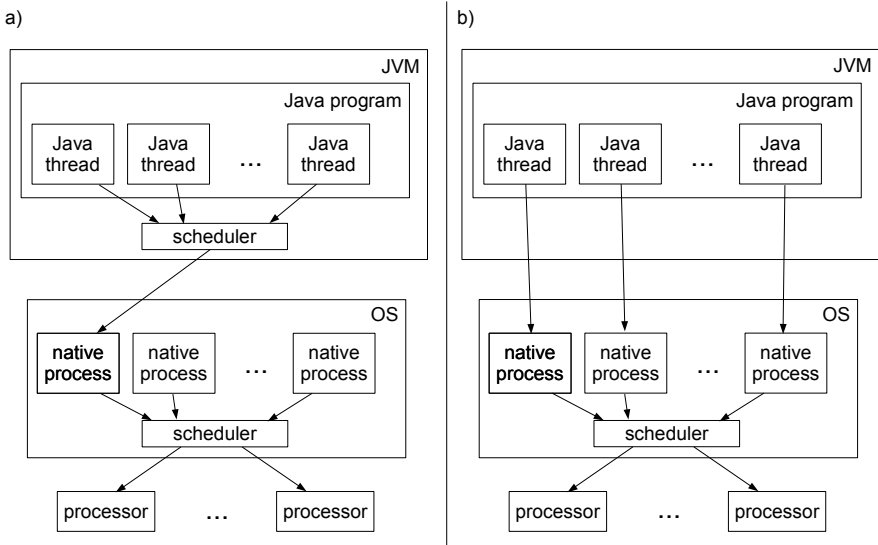 a)
JVM
Java program
Java
thread
Java
thread
...
Java
thread
scheduler
OS
native
process
native
process
...
native
process
scheduler
processor
...
processor
b)
JVM
Java program
Java
thread
Java
thread
...
Java
thread
OS
native
process
native
process
...
native
process
scheduler
processor
...
processor